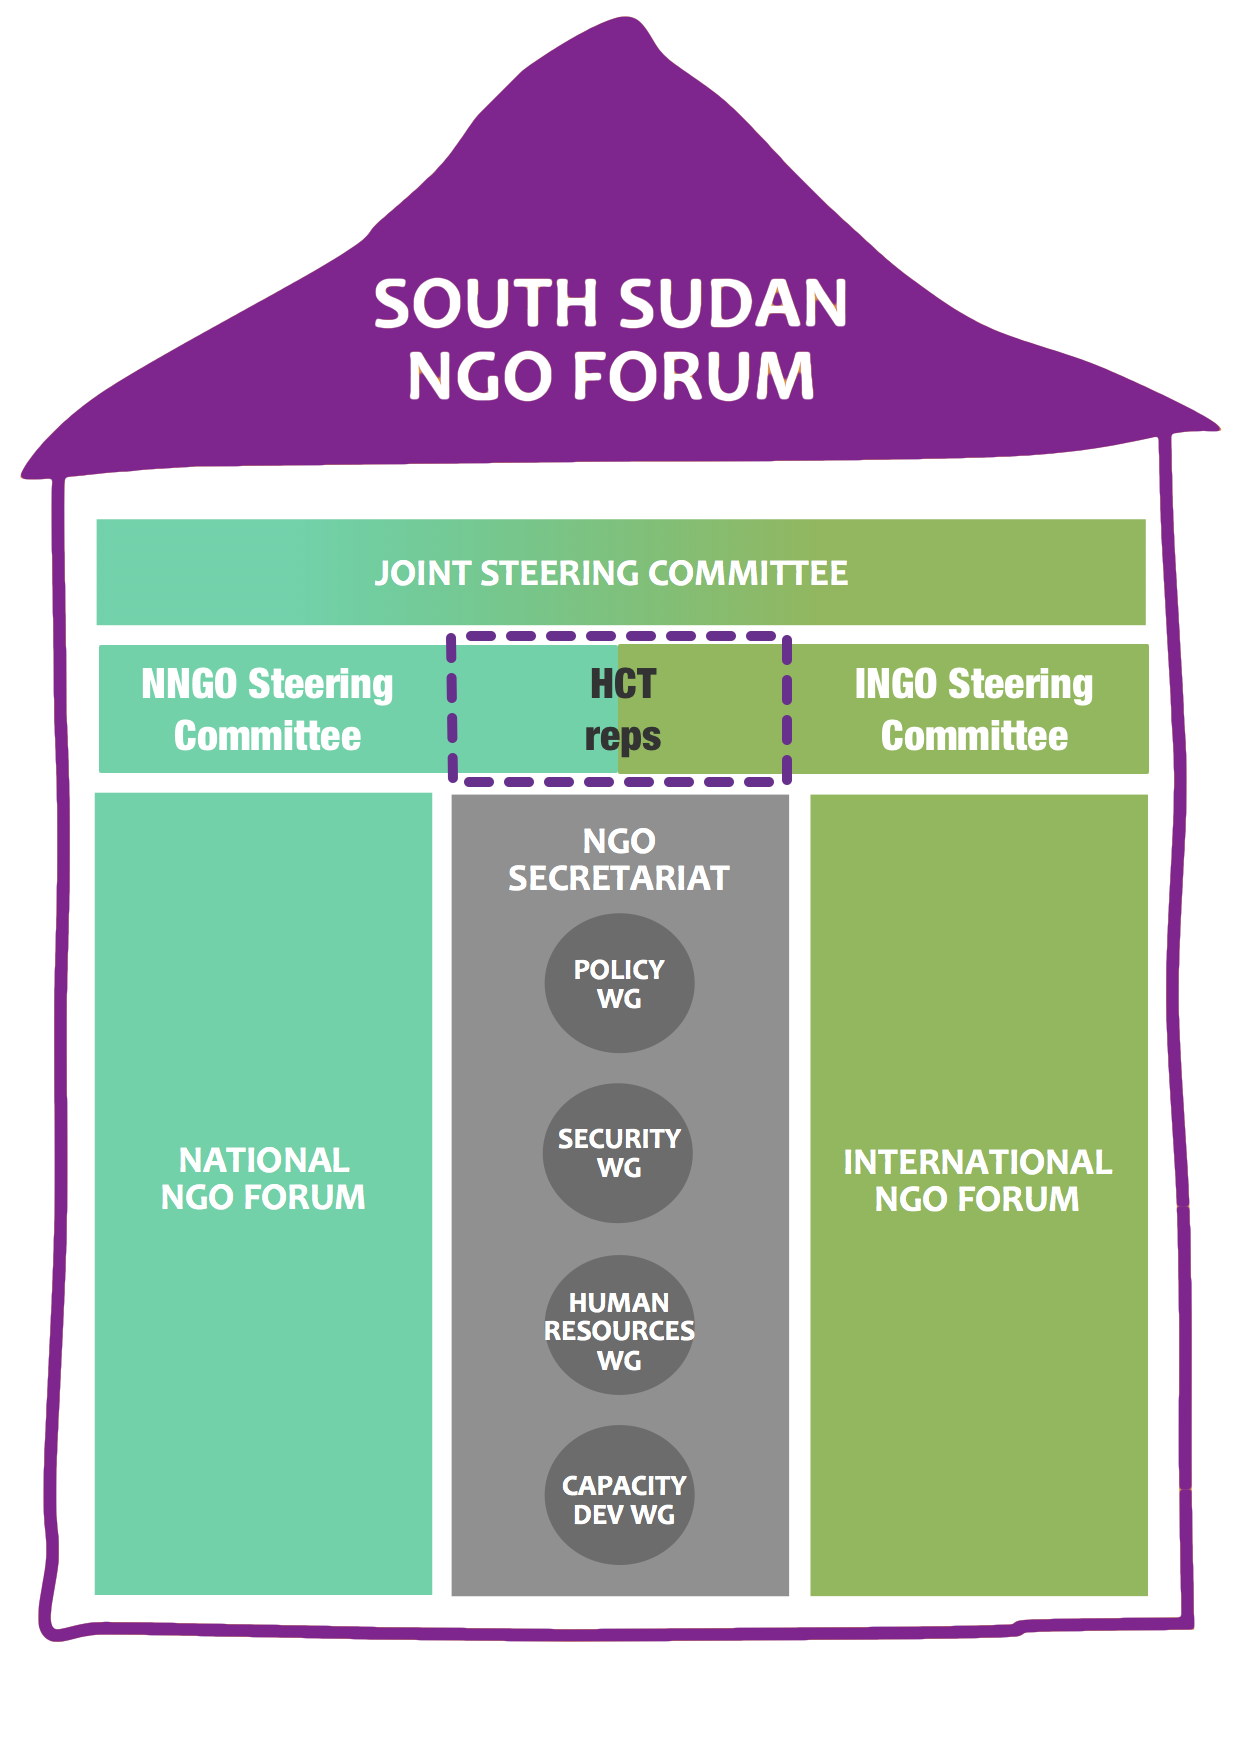 SOUTH SUDAN
NGO FORUM
JOINT STEERING COMMITTEE
NNGO Steering
Committee
HCT
reps
INGO Steering
Committee
NATIONAL
NGO FORUM
NGO
SECRETARIAT
POLICY
WG
SECURITY
WG
HUMAN
RESOURCES
WG
CAPACITY
DEV WG
INTERNATIONAL
NGO FORUM